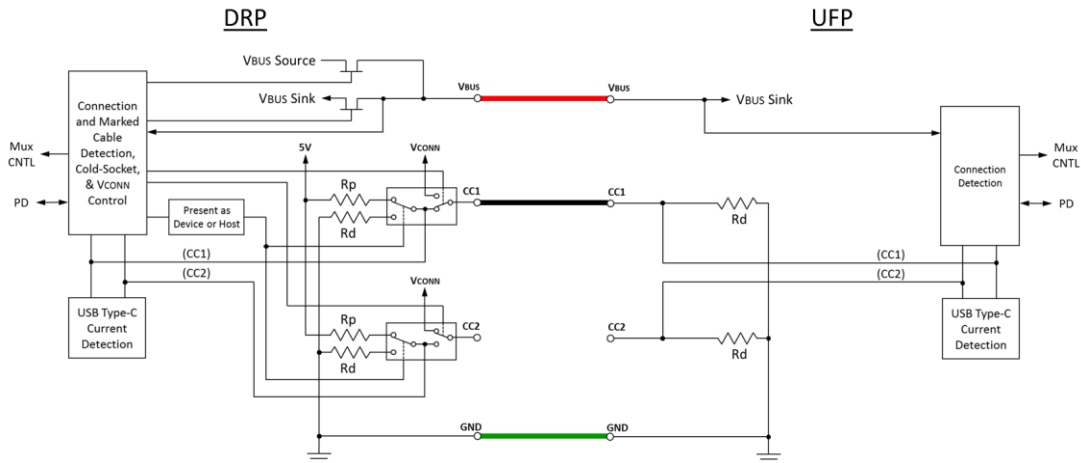 DRP
UFP
VBUS Source
VBUS Sink
VBUS
VBUS
VBUS Sink
Connection
and Marked
Cable
Detection,
Cold-Socket,
& VCONN
Control
Mux
CNTL
PD
Present as
Device or Host
5V
VCONN
Rp
Rd
CC1
CC1
Rd
(CC1)
(CC2)
(CC1)
(CC2)
Connection
Detection
Mux
CNTL
PD
USB Type-C
Current
Detection
VCONN
Rp
Rd
CC2
CC2
Rd
USB Type-C
Current
Detection
GND
GND